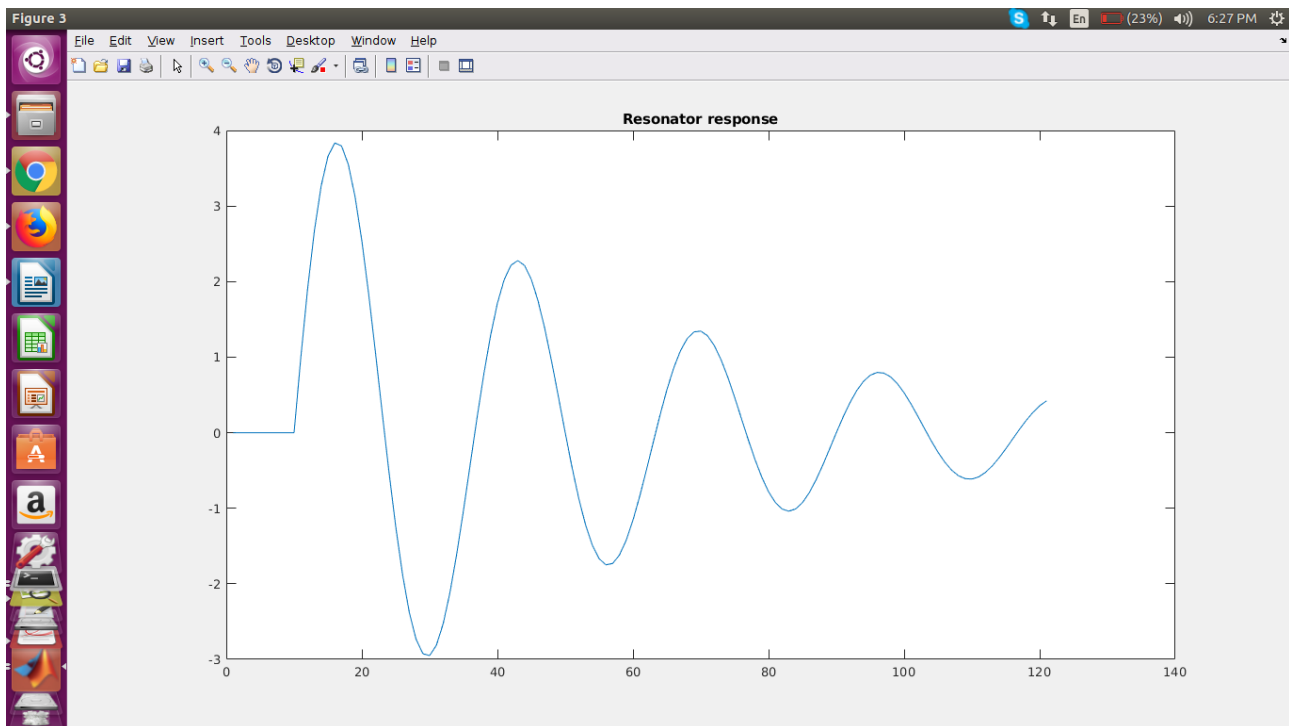 Figure 3
En (23%) 6:27 PM
File Edit View Insert Tools Desktop Window Help
Resonator response
4
3
2
1
0
-1
-2
-3
0 20 40 60 80 100 120 140